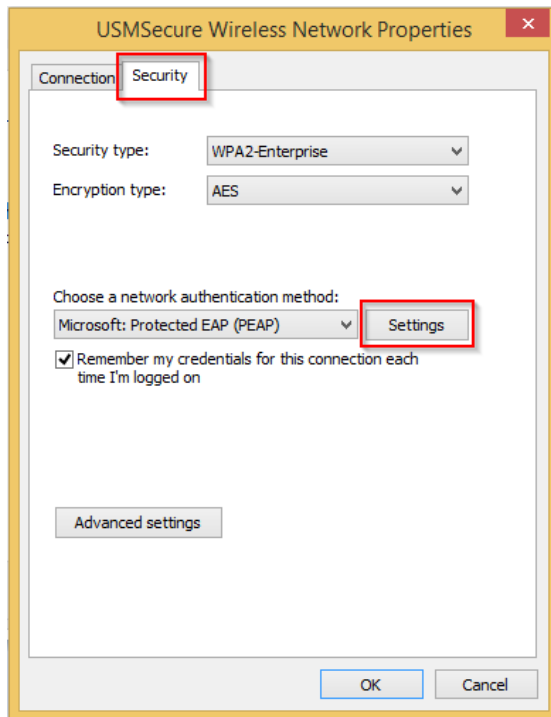 USMSecure Wireless Network Properties
Connection Security
Security type: WPA2-Enterprise
Encryption type: AES
Choose a network authentication method:
Microsoft: Protected EAP (PEAP) Settings
Remember my credentials for this connection each
time I'm logged on
Advanced settings
OK Cancel